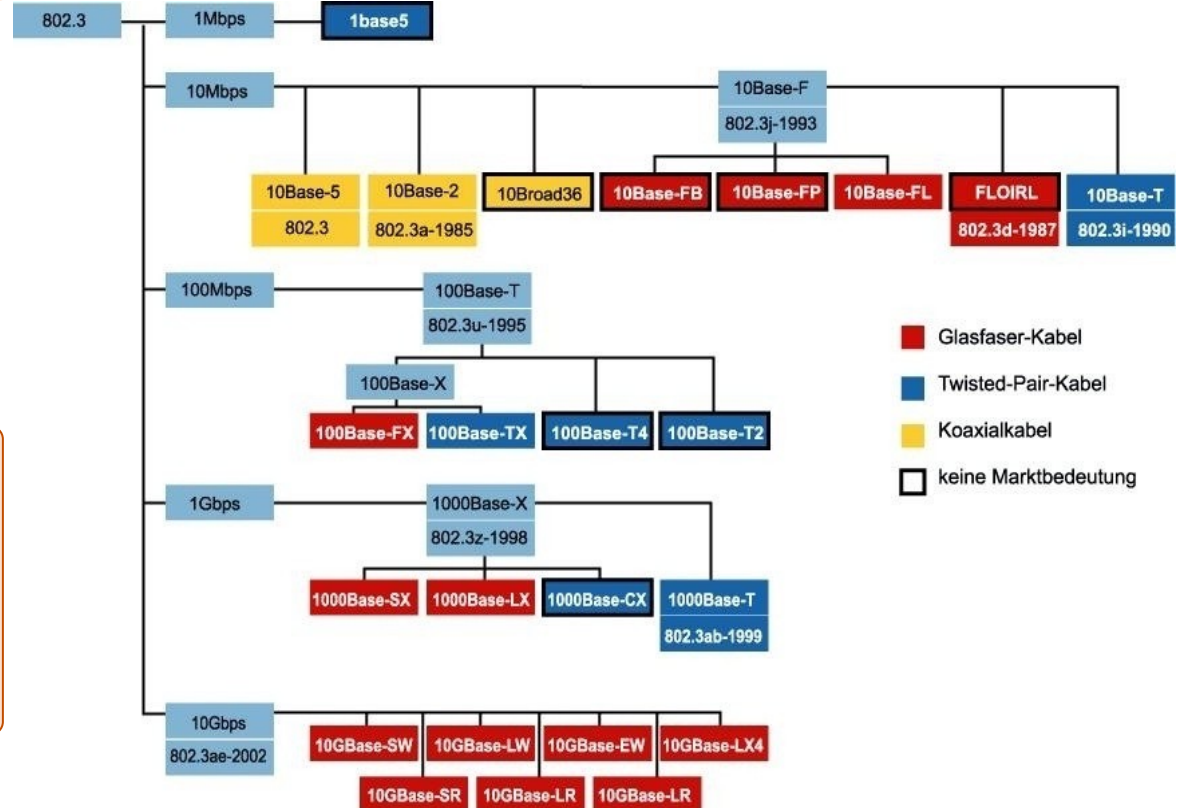 802.3
1Mbps
1base5
10Mbps
10Base-F
802.3j-1993
10Base-5
802.3
10Base-2
802.3a-1985
10Broad36
10Base-FB
10Base-FP
10Base-FL
FLOIRL
802.3d-1987
10Base-T
802.3i-1990
100Mbps
100Base-T
802.3u-1995
100Base-X
100Base-FX
100Base-TX
100Base-T4
100Base-T2
Glasfaser-Kabel
Twisted-Pair-Kabel
Koaxialkabel
keine Marktbedeutung
1Gbps
1000Base-X
802.3z-1998
1000Base-SX
1000Base-LX
1000Base-CX
1000Base-T
802.3ab-1999
10Gbps
802.3ae-2002
10GBase-SW
10GBase-LW
10GBase-EW
10GBase-LX4
10GBase-SR
10GBase-LR
10GBase-LR